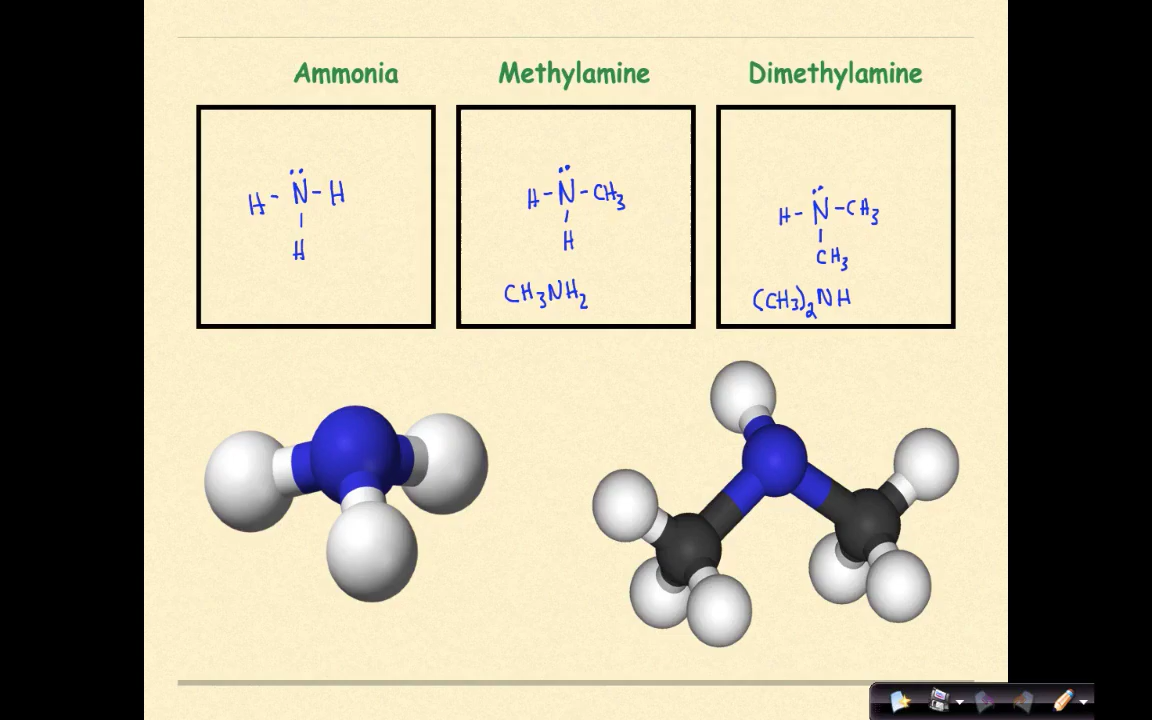 Ammonia
Methylamine
Dimethylamine
H-N̈-H
|
H
H-N̈-CH₃
|
H
CH₃NH₂
H-N̈-CH₃
|
CH₃
(CH₃)₂NH